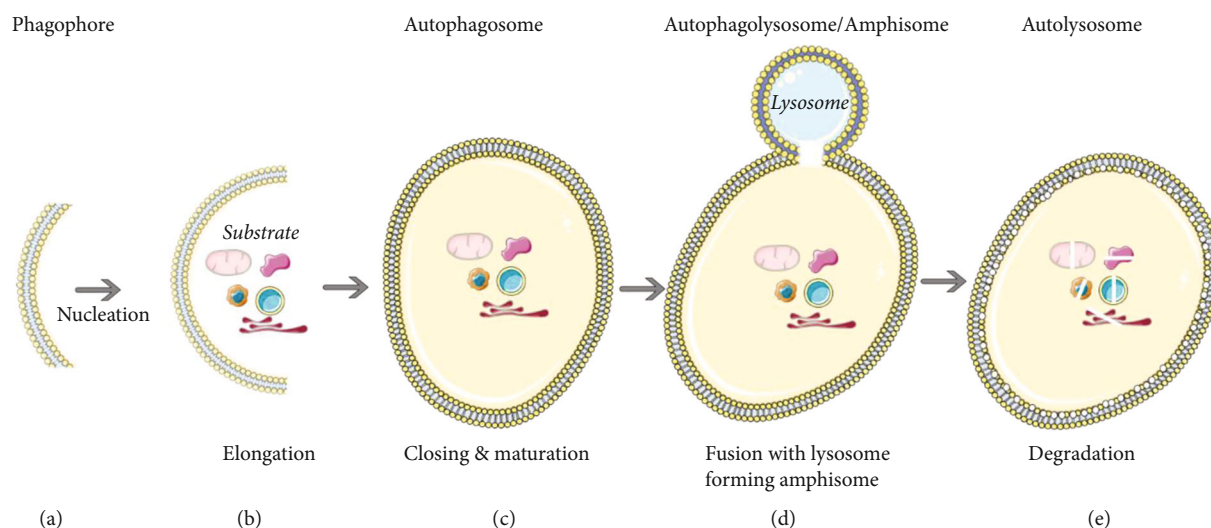 Phagophore
Autophagosome
Autophagolysosome/Amphisome
Autolysosome
Lysosome
Substrate
Nucleation
Elongation
Closing & maturation
Fusion with lysosome
forming amphisome
Degradation
(a)
(b)
(c)
(d)
(e)